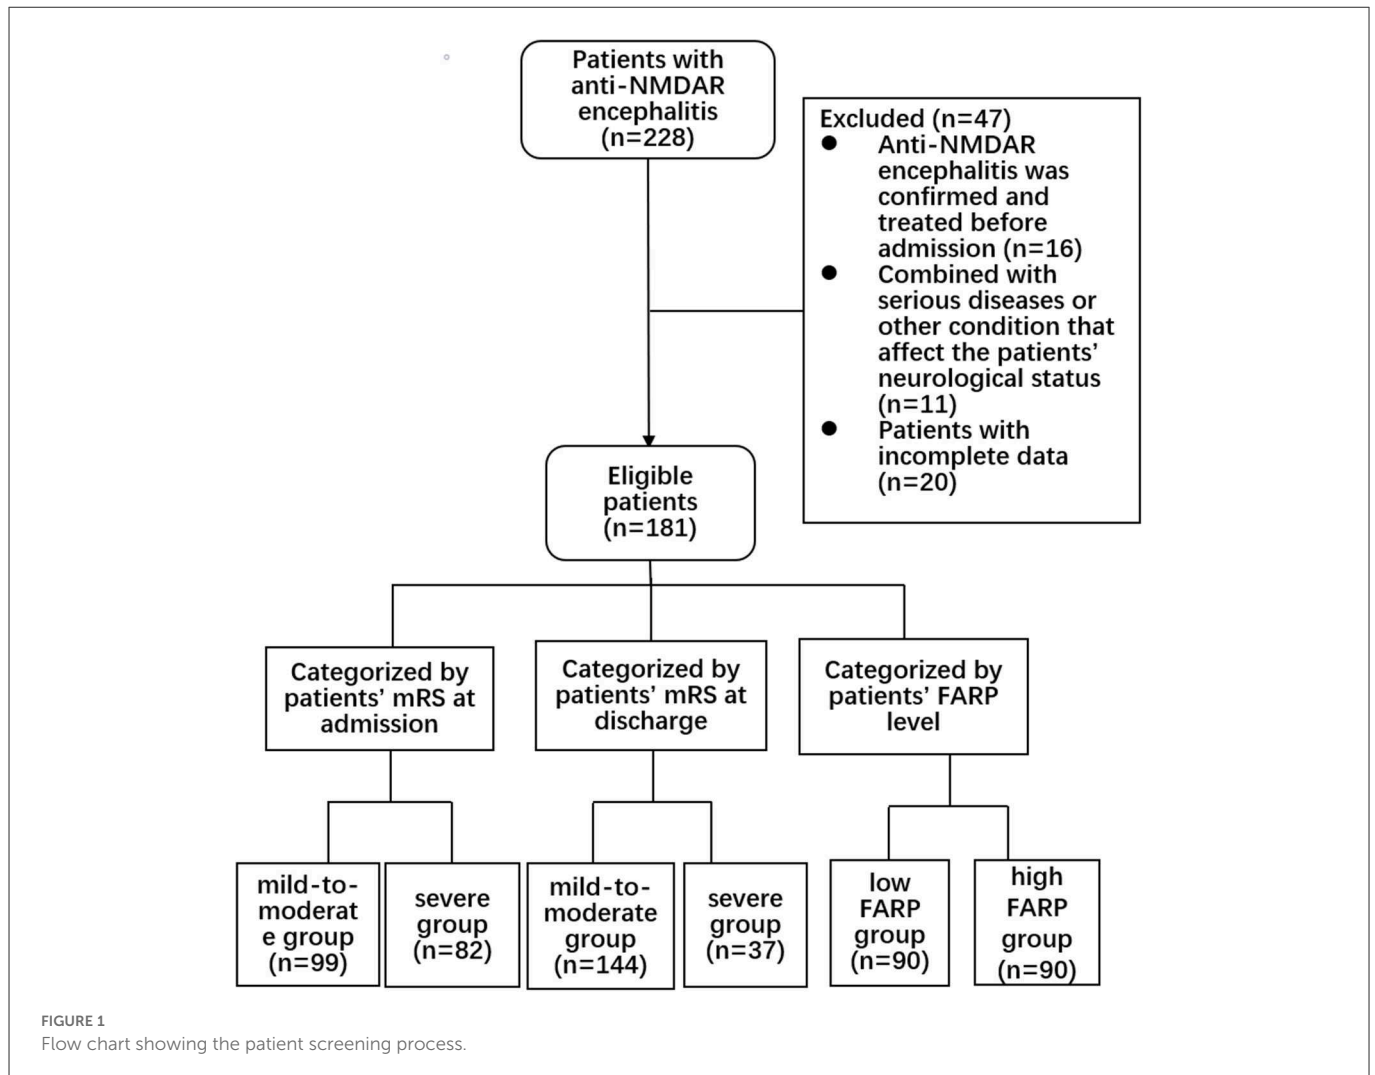 Patients with
anti-NMDAR
encephalitis
(n=228)
Excluded (n=47)
● Anti-NMDAR
encephalitis was
confirmed and
treated before
admission (n=16)
● Combined with
serious diseases or
other condition that
affect the patients’
neurological status
(n=11)
● Patients with
incomplete data
(n=20)
Eligible
patients
(n=181)
Categorized by
patients’ mRS at
admission
Categorized by
patients’ mRS at
discharge
Categorized by
patients’ FARP
level
mild-to-
moderat
e group
(n=99)
severe
group
(n=82)
mild-to-
moderate
group
(n=144)
severe
group
(n=37)
low
FARP
group
(n=90)
high
FARP
group
(n=90)
FIGURE 1
Flow chart showing the patient screening process.